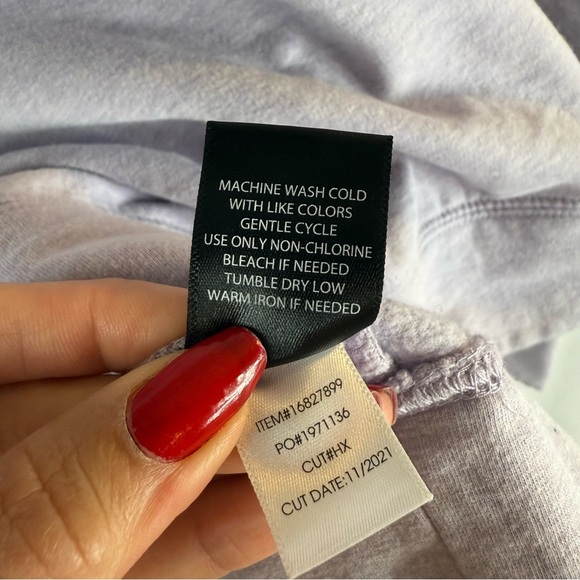 MACHINE WASH COLD
WITH LIKE COLORS
GENTLE CYCLE
USE ONLY NON-CHLORINE
BLEACH IF NEEDED
TUMBLE DRY LOW
WARM IRON IF NEEDED
ITEM#16827899
PO#1971136
CUT#HX
CUT DATE:11/2021